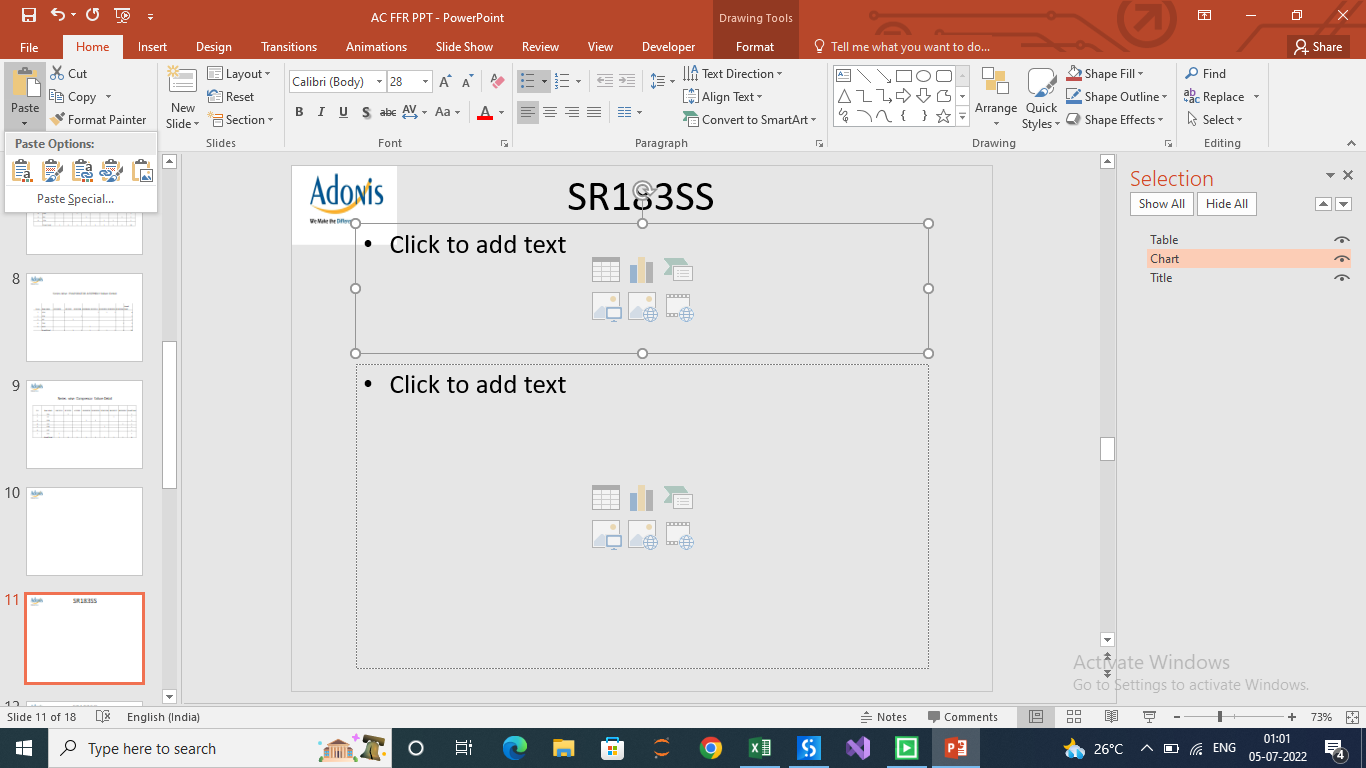 AC FFR PPT - PowerPoint
Drawing Tools
File
Home
Insert
Design
Transitions
Animations
Slide Show
Review
View
Developer
Format
Tell me what you want to do...
Share
Paste
Cut
Copy
Format Painter
New Slide
Layout
Reset
Section
Slides
Calibri (Body)
28
B I U S abc AV Aa A
Font
Text Direction
Align Text
Convert to SmartArt
Paragraph
Arrange
Quick Styles
Shape Fill
Shape Outline
Shape Effects
Drawing
Find
Replace
Select
Editing
Paste Options:
Paste Special...
8
9
10
11
SR183SS
Adonis
We Make the Difference
SR183SS
• Click to add text
• Click to add text
Selection
Show All
Hide All
Table
Chart
Title
Activate Windows
Go to Settings to activate Windows.
Slide 11 of 18
English (India)
Notes
Comments
73%
Type here to search
26°C
ENG
01:01
05-07-2022
4